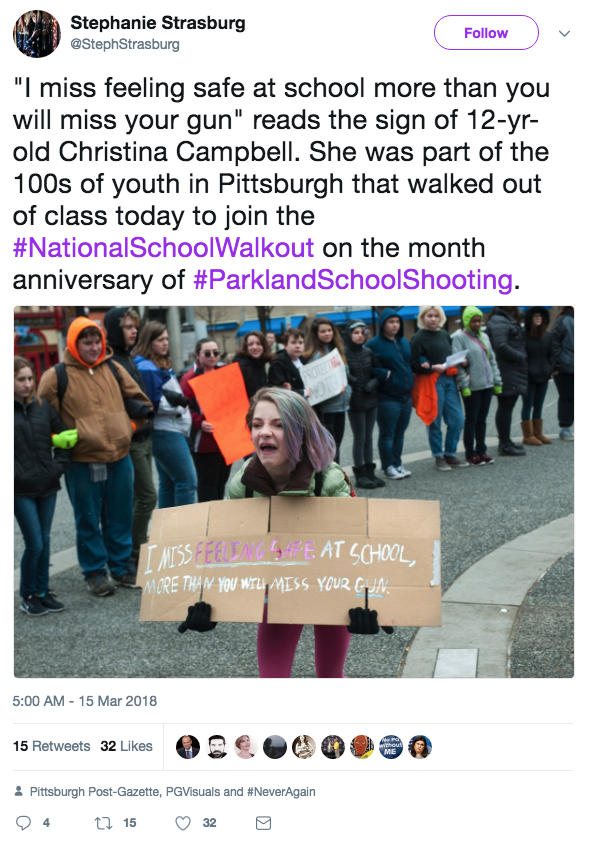 Stephanie Strasburg
@StephStrasburg
Follow
"I miss feeling safe at school more than you
will miss your gun" reads the sign of 12-yr-
old Christina Campbell. She was part of the
100s of youth in Pittsburgh that walked out
of class today to join the
#NationalSchoolWalkout on the month
anniversary of #ParklandSchoolShooting.
I MISS FEELING SAFE AT SCHOOL,
MORE THAN YOU WILL MISS YOUR GUN.
5:00 AM - 15 Mar 2018
15 Retweets 32 Likes
No PG
without
ME
Pittsburgh Post-Gazette, PGVisuals and #NeverAgain
4 15 32